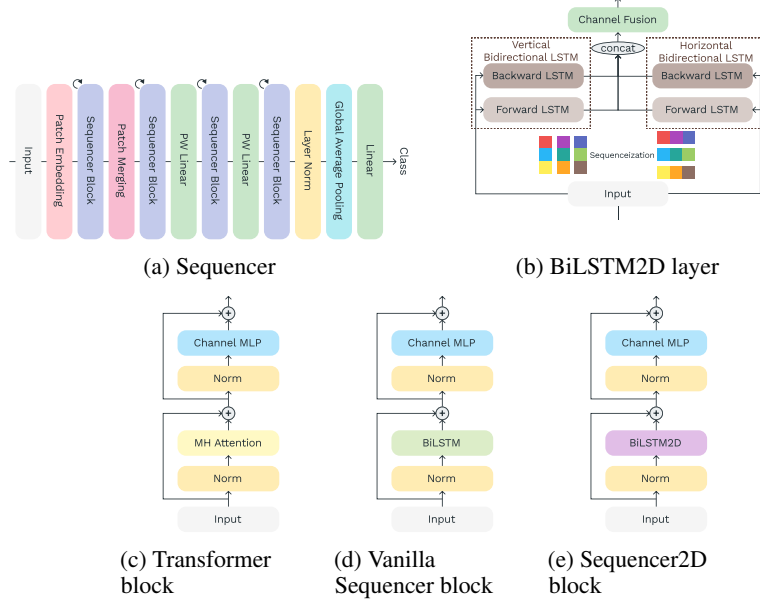 Input
Patch Embedding
Sequencer Block
Patch Merging
Sequencer Block
PW Linear
Sequencer Block
PW Linear
Sequencer Block
Layer Norm
Global Average Pooling
Linear
Class
(a) Sequencer
Channel Fusion
concat
Vertical
Bidirectional LSTM
Horizontal
Bidirectional LSTM
Backward LSTM
Backward LSTM
Forward LSTM
Forward LSTM
Sequenceization
Input
(b) BiLSTM2D layer
+
Channel MLP
Norm
+
MH Attention
Norm
Input
(c) Transformer
block
+
Channel MLP
Norm
+
BiLSTM
Norm
Input
(d) Vanilla
Sequencer block
+
Channel MLP
Norm
+
BiLSTM2D
Norm
Input
(e) Sequencer2D
block